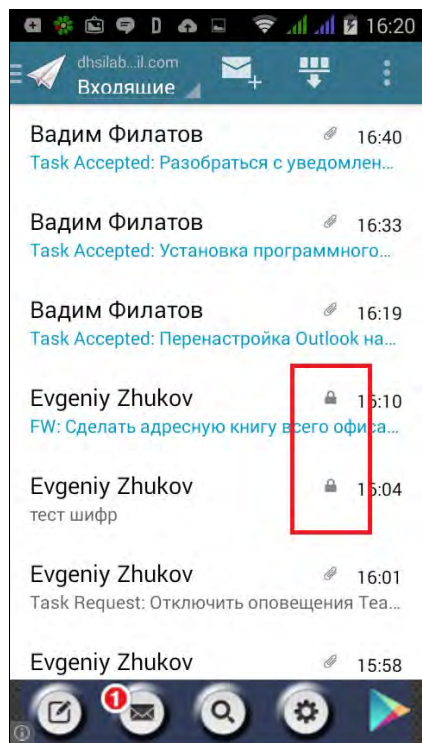 16:20
dhsilab...il.com
Входящие
Вадим Филатов 16:40
Task Accepted: Разобраться с уведомлен...
Вадим Филатов 16:33
Task Accepted: Установка программного...
Вадим Филатов 16:19
Task Accepted: Перенастройка Outlook на...
Evgeniy Zhukov 16:10
FW: Сделать адресную книгу всего офиса...
Evgeniy Zhukov 16:04
тест шифр
Evgeniy Zhukov 16:01
Task Request: Отключить оповещения Tea...
Evgeniy Zhukov 15:58
1